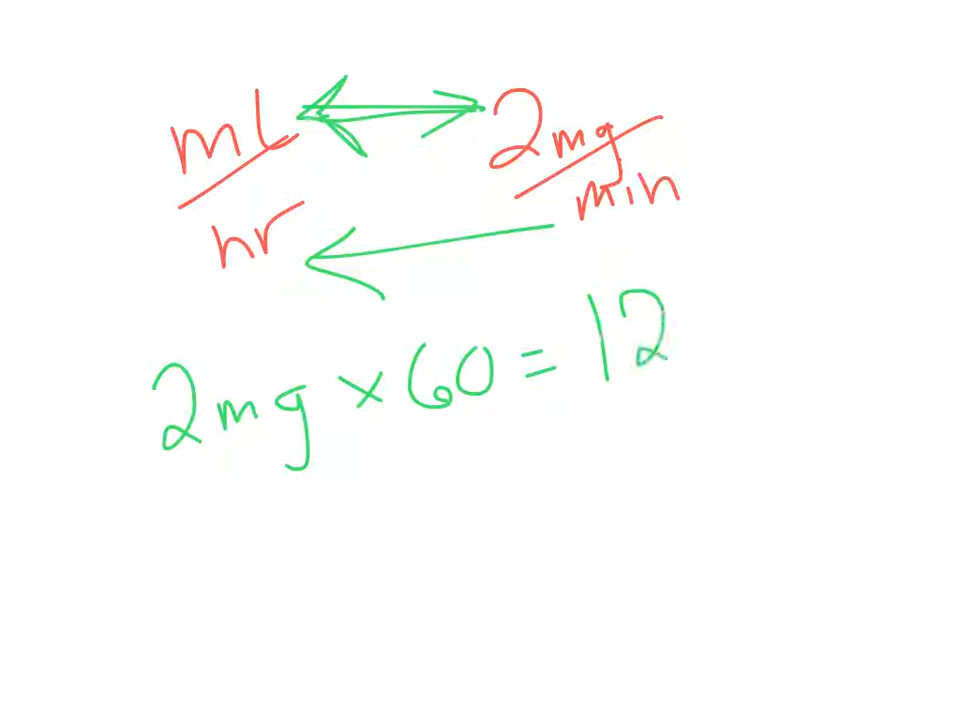 ml 2mg
hr min
2mg × 60 = 12